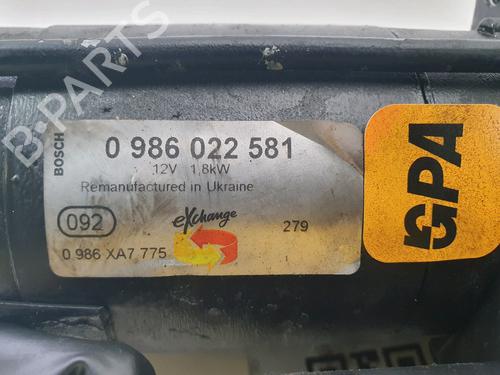 B-PARTS
BOSCH
0 986 022 581
12V 1,8kW
Remanufactured in Ukraine
092
eXchange
279
0 986 XA7 775
GPA